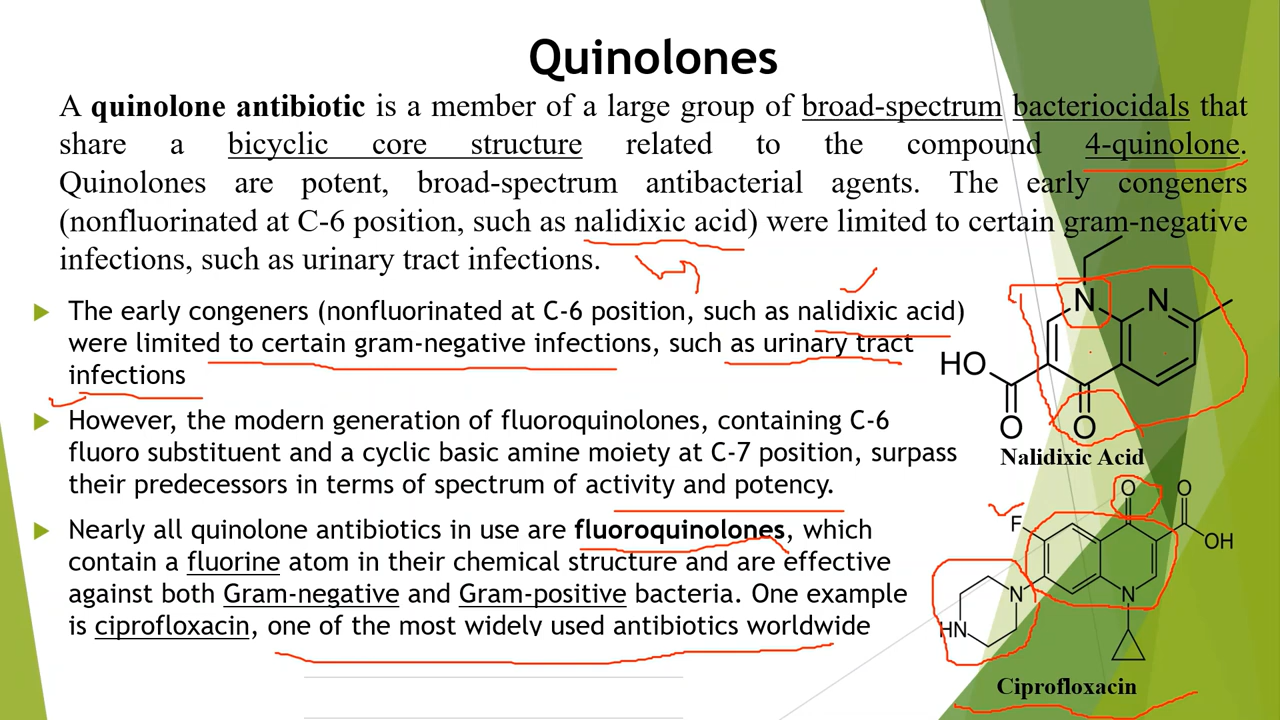 Quinolones
A quinolone antibiotic is a member of a large group of broad-spectrum bacteriocidals that
share a bicyclic core structure related to the compound 4-quinolone.
Quinolones are potent, broad-spectrum antibacterial agents. The early congeners
(nonfluorinated at C-6 position, such as nalidixic acid) were limited to certain gram-negative
infections, such as urinary tract infections.
The early congeners (nonfluorinated at C-6 position, such as nalidixic acid)
were limited to certain gram-negative infections, such as urinary tract
infections
However, the modern generation of fluoroquinolones, containing C-6
fluoro substituent and a cyclic basic amine moiety at C-7 position, surpass
their predecessors in terms of spectrum of activity and potency.
Nearly all quinolone antibiotics in use are fluoroquinolones, which
contain a fluorine atom in their chemical structure and are effective
against both Gram-negative and Gram-positive bacteria. One example
is ciprofloxacin, one of the most widely used antibiotics worldwide
N N
HO
O O
Nalidixic Acid
O O
F
OH
N N
HN
Ciprofloxacin